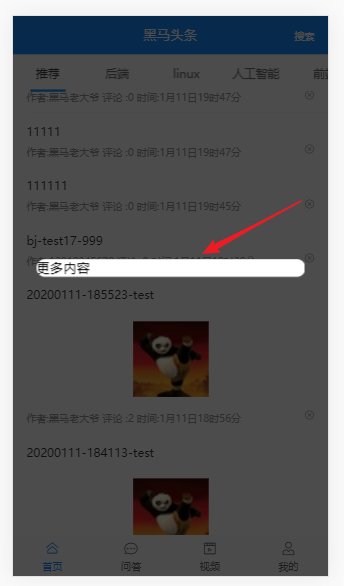 黑马头条 搜索
推荐 后端 linux 人工智能
作者:黑马老大爷 评论 :0 时间:1月11日19时47分
11111
作者:黑马老大爷 评论 :0 时间:1月11日19时47分
111111
作者:黑马老大爷 评论 :0 时间:1月11日19时45分
bj-test17-999
更多内容
20200111-185523-test
作者:黑马老大爷 评论 :2 时间:1月11日18时56分
20200111-184113-test
首页 问答 视频 我的